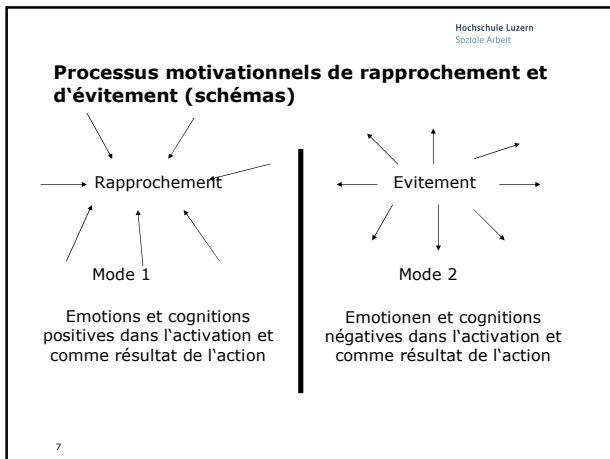 Hochschule Luzern
Soziale Arbeit
Processus motivationnels de rapprochement et
d‘évitement (schémas)
Rapprochement
Mode 1
Emotions et cognitions
positives dans l‘activation et
comme résultat de l‘action
Evitement
Mode 2
Emotionen et cognitions
négatives dans l‘activation et
comme résultat de l‘action
7